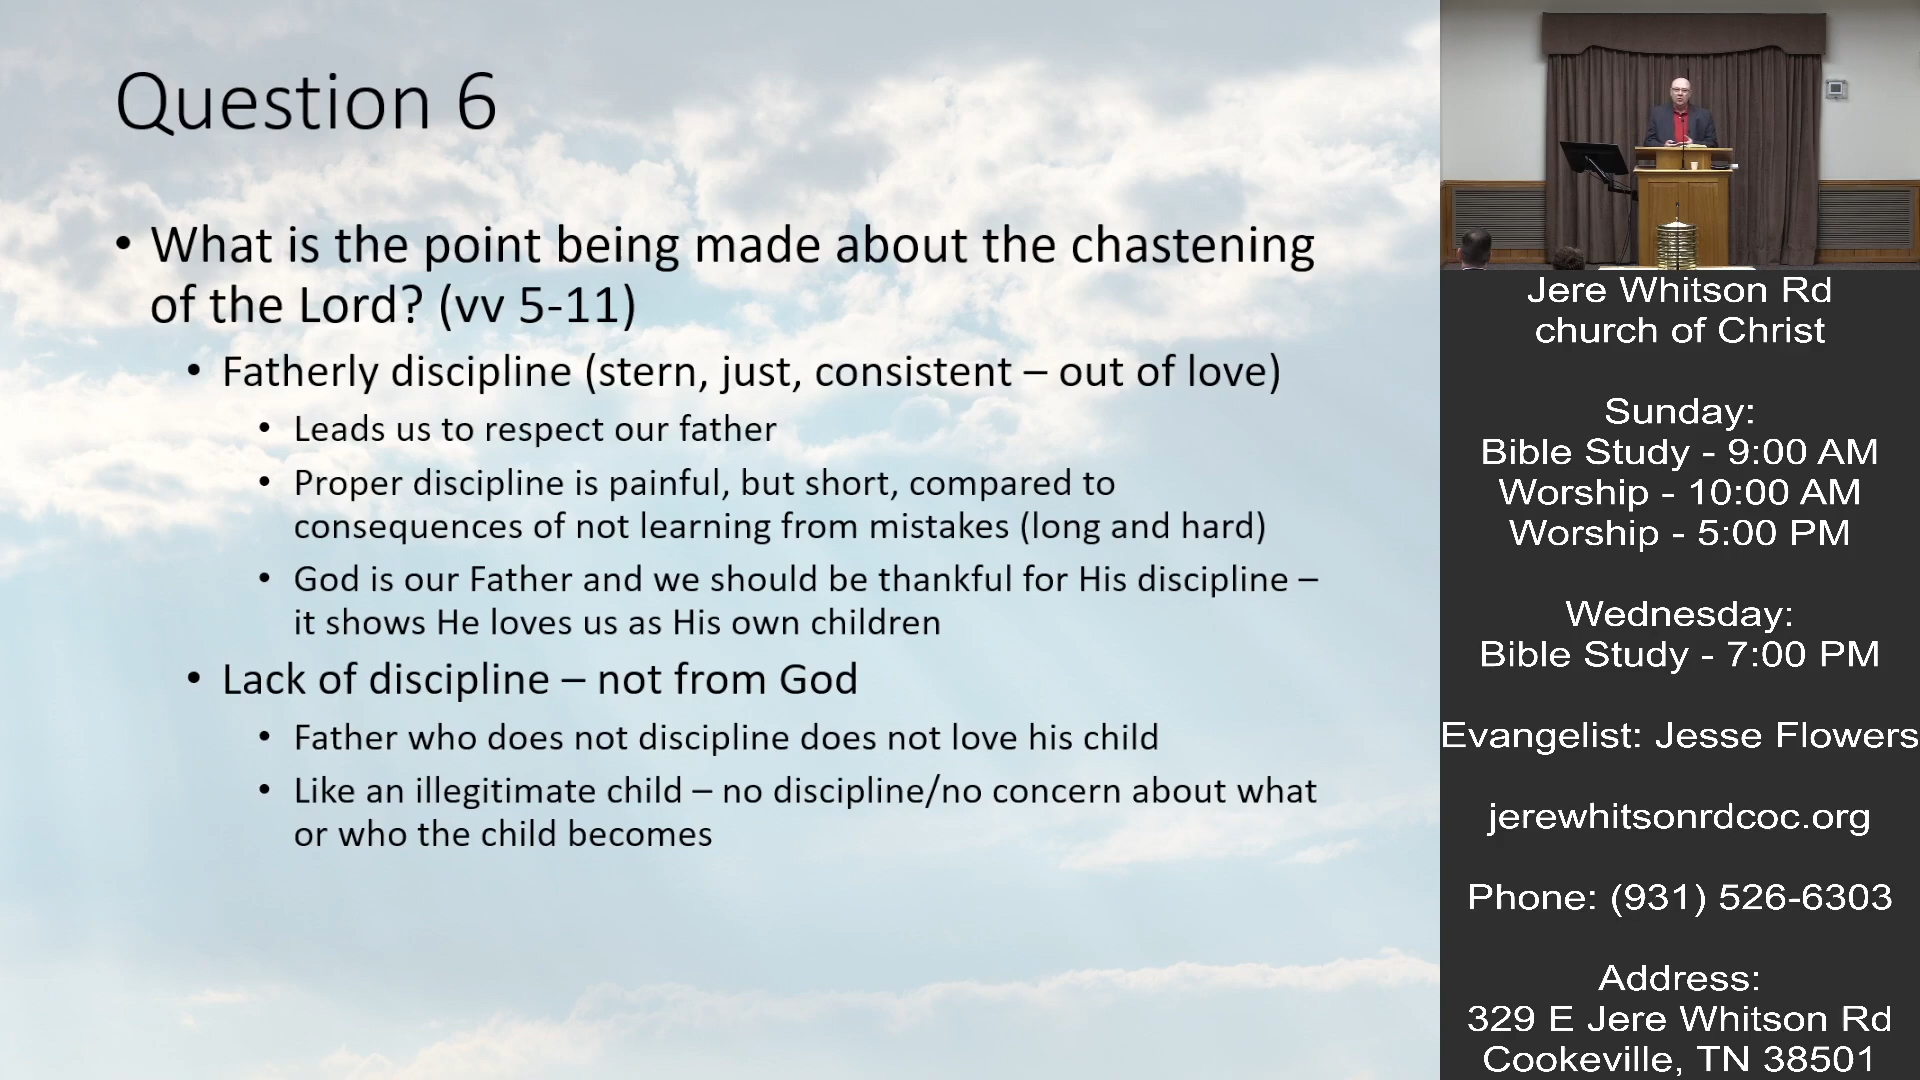 Question 6
• What is the point being made about the chastening
of the Lord? (vv 5-11)
• Fatherly discipline (stern, just, consistent – out of love)
• Leads us to respect our father
• Proper discipline is painful, but short, compared to
consequences of not learning from mistakes (long and hard)
• God is our Father and we should be thankful for His discipline –
it shows He loves us as His own children
• Lack of discipline – not from God
• Father who does not discipline does not love his child
• Like an illegitimate child – no discipline/no concern about what
or who the child becomes
Jere Whitson Rd
church of Christ
Sunday:
Bible Study - 9:00 AM
Worship - 10:00 AM
Worship - 5:00 PM
Wednesday:
Bible Study - 7:00 PM
Evangelist: Jesse Flowers
jerewhitsonrdcoc.org
Phone: (931) 526-6303
Address:
329 E Jere Whitson Rd
Cookeville, TN 38501